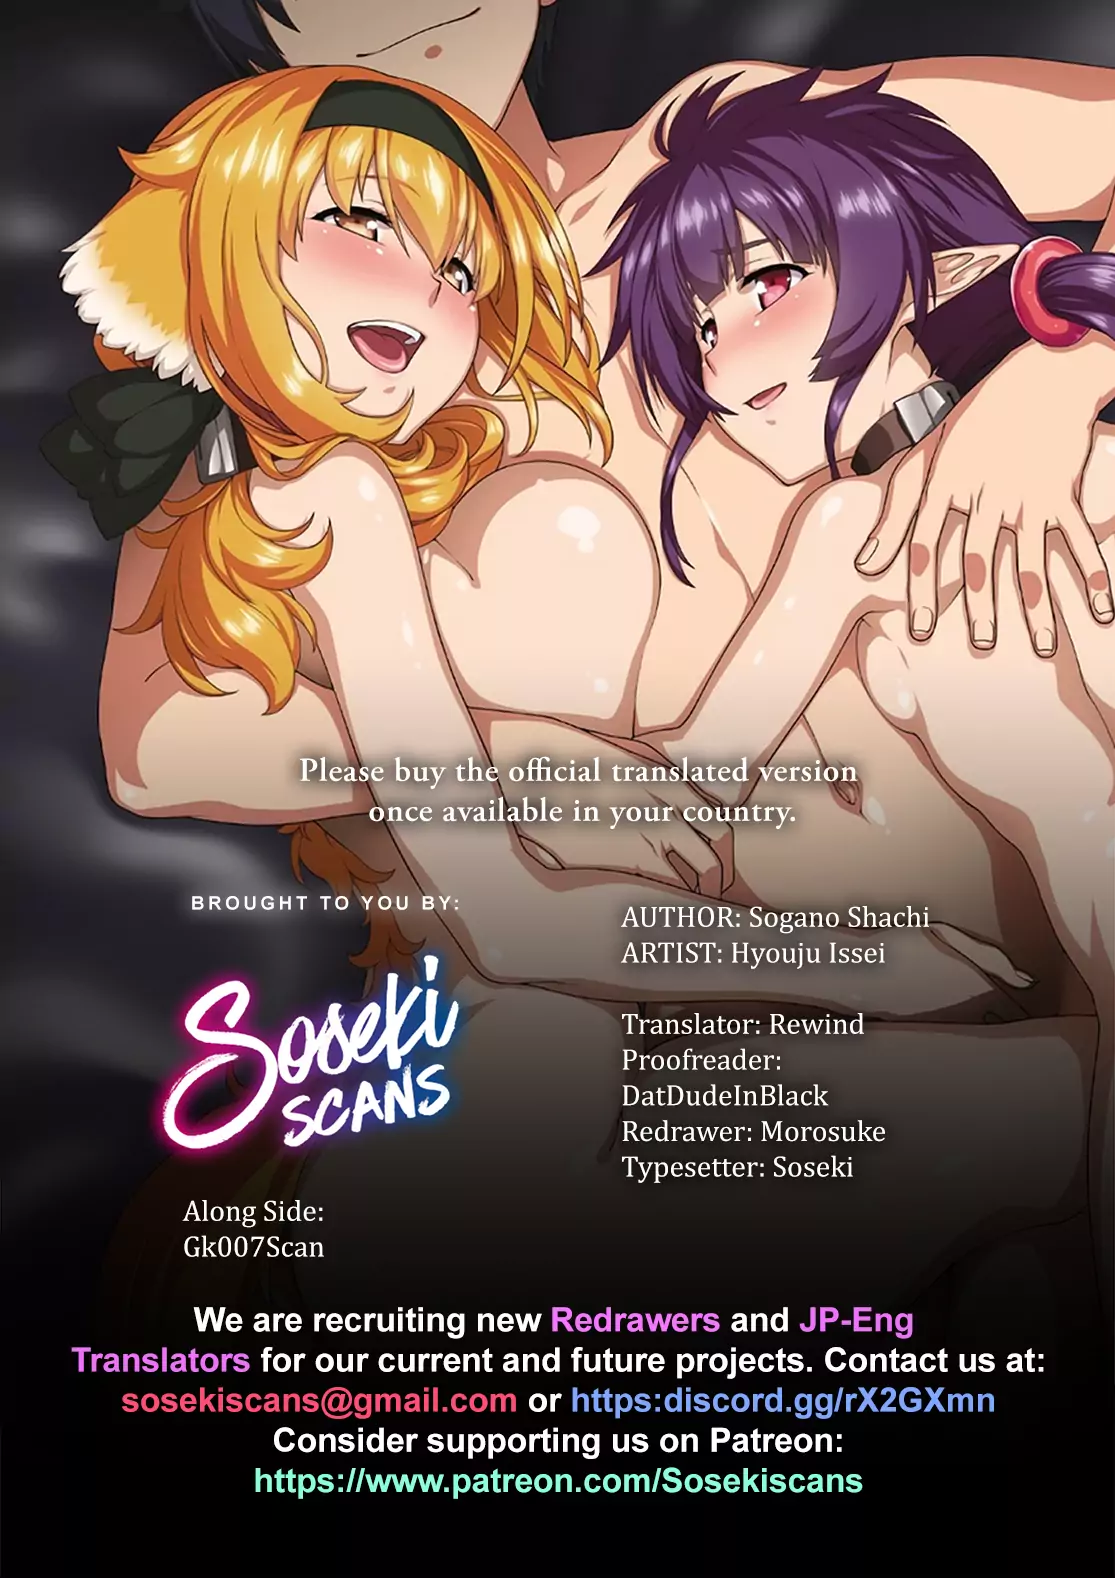 Please buy the official translated version
once available in your country.
BROUGHT TO YOU BY:
Soseki
SCANS
AUTHOR: Sogano Shachi
ARTIST: Hyouju Issei
Translator: Rewind
Proofreader:
DatDudeInBlack
Redrawer: Morosuke
Typesetter: Soseki
Along Side:
Gk007Scan
We are recruiting new Redrawers and JP-Eng
Translators for our current and future projects. Contact us at:
sosekiscans@gmail.com or https:discord.gg/rX2GXmn
Consider supporting us on Patreon:
https://www.patreon.com/Sosekiscans